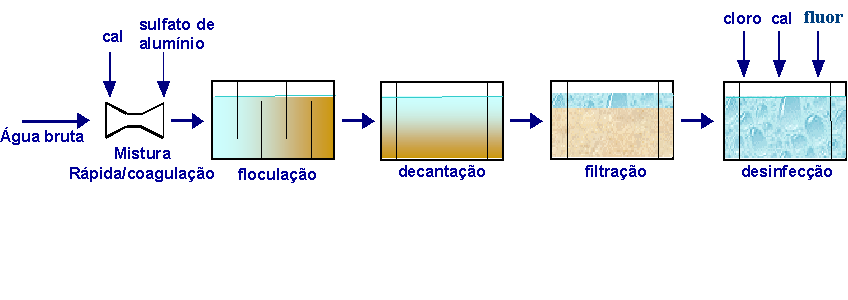 cal
sulfato de
alumínio
cloro cal fluor
Água bruta
Mistura
Rápida/coagulação
floculação
decantação
filtração
desinfecção